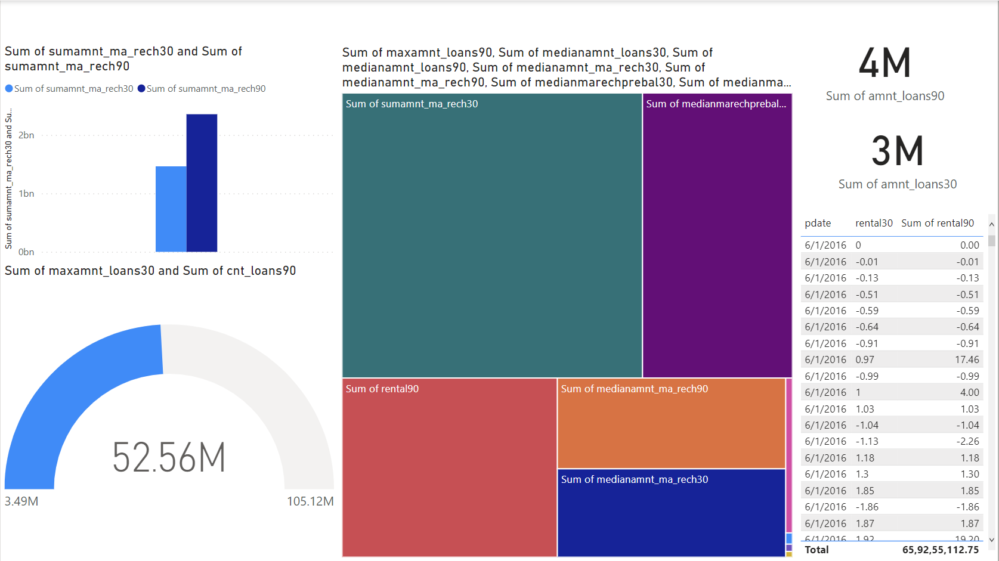 Sum of sumamnt_ma_rech30 and Sum of
sumamnt_ma_rech90
Sum of sumamnt_ma_rech30 Sum of sumamnt_ma_rech90
Sum of sumamnt_ma_rech30 and Su...
2bn
1bn
0bn
Sum of maxamnt_loans30 and Sum of cnt_loans90
52.56M
3.49M
105.12M
Sum of maxamnt_loans90, Sum of medianamnt_loans30, Sum of
medianamnt_loans90, Sum of medianamnt_ma_rech30, Sum of
medianamnt_ma_rech90, Sum of medianmarechprebal30, Sum of medianma...
Sum of sumamnt_ma_rech30
Sum of medianmarechprebal...
Sum of rental90
Sum of medianamnt_ma_rech90
Sum of medianamnt_ma_rech30
4M
Sum of amnt_loans90
3M
Sum of amnt_loans30
pdate rental30 Sum of rental90
6/1/2016 0 0.00
6/1/2016 -0.01 -0.01
6/1/2016 -0.13 -0.13
6/1/2016 -0.51 -0.51
6/1/2016 -0.59 -0.59
6/1/2016 -0.64 -0.64
6/1/2016 -0.91 -0.91
6/1/2016 0.97 17.46
6/1/2016 -0.99 -0.99
6/1/2016 1 4.00
6/1/2016 1.03 1.03
6/1/2016 -1.04 -1.04
6/1/2016 -1.13 -2.26
6/1/2016 1.18 1.18
6/1/2016 1.3 1.30
6/1/2016 1.85 1.85
6/1/2016 -1.86 -1.86
6/1/2016 1.87 1.87
6/1/2016 1.92 19.20
Total 65,92,55,112.75